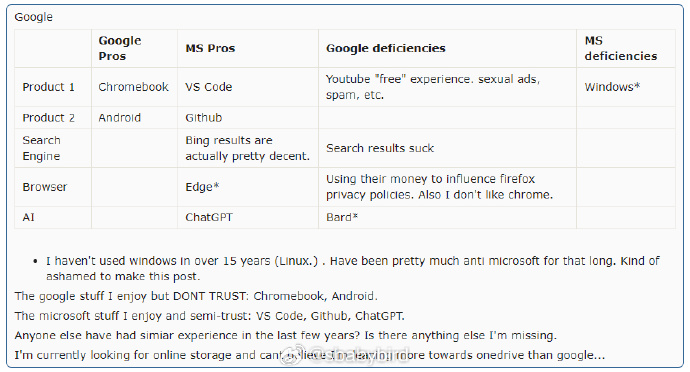 Google
Google Pros MS Pros Google deficiencies MS deficiencies
Product 1 Chromebook VS Code Youtube "free" experience. sexual ads, spam, etc. Windows*
Product 2 Android Github
Search Engine Bing results are actually pretty decent. Search results suck
Browser Edge* Using their money to influence firefox privacy policies. Also I don't like chrome.
AI ChatGPT Bard*
• I haven't used windows in over 15 years (Linux.) . Have been pretty much anti microsoft for that long. Kind of
ashamed to make this post.
The google stuff I enjoy but DONT TRUST: Chromebook, Android.
The microsoft stuff I enjoy and semi-trust: VS Code, Github, ChatGPT.
Anyone else have had simiar experience in the last few years? Is there anything else I'm missing.
I'm currently looking for online storage and cant believe I'm leaning more towards onedrive than google...